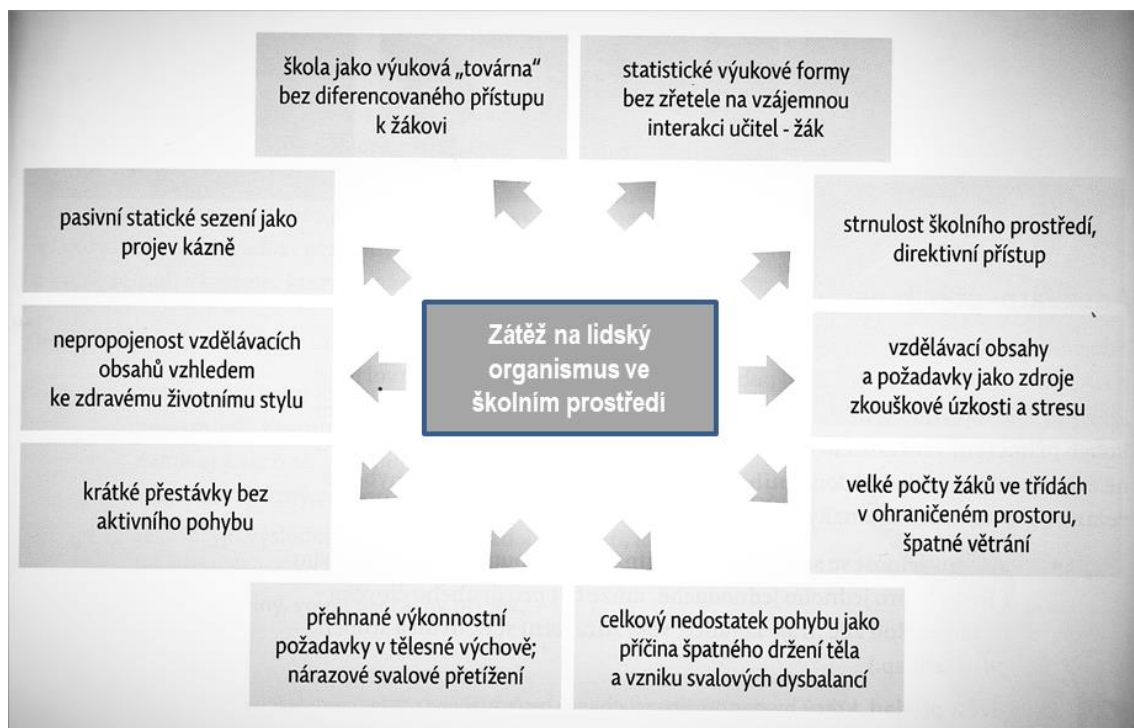 škola jako výuková „továrna“
bez diferencovaného přístupu
k žákovi
statistické výukové formy
bez zřetele na vzájemnou
interakci učitel - žák
pasivní statické sezení jako
projev kázně
strnulost školního prostředí,
direktivní přístup
Zátěž na lidský
organismus ve
školním prostředí
nepropojenost vzdělávacích
obsahů vzhledem
ke zdravému životnímu stylu
vzdělávací obsahy
a požadavky jako zdroje
zkouškové úzkosti a stresu
krátké přestávky bez
aktivního pohybu
velké počty žáků ve třídách
v ohraničeném prostoru,
špatné větrání
přehnané výkonnostní
požadavky v tělesné výchově;
nárazové svalové přetížení
celkový nedostatek pohybu jako
příčina špatného držení těla
a vzniku svalových dysbalancí